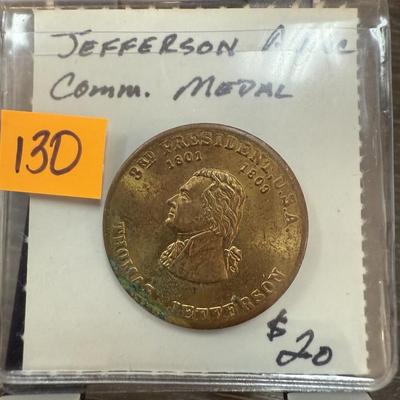 JEFFERSON
COMM. MEDAL
130
3RD PRESIDENT U.S.A.
1801 1809
THOMAS JEFFERSON
$20